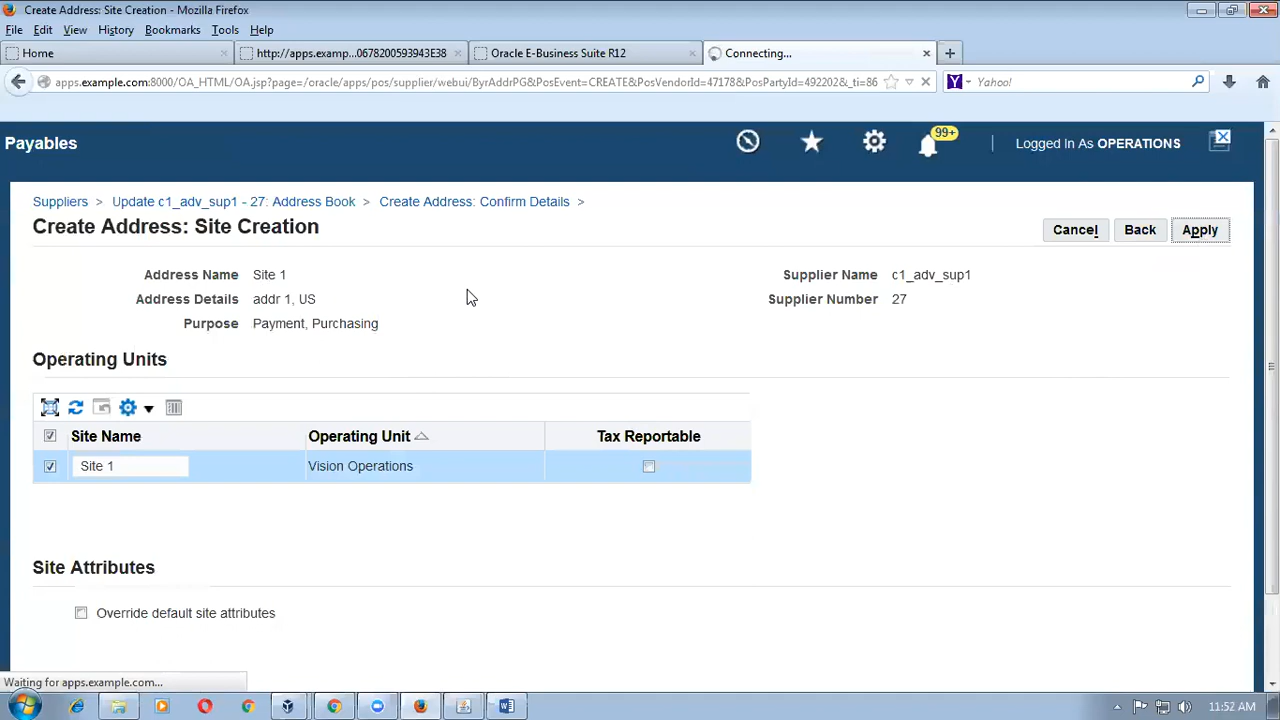 Create Address: Site Creation - Mozilla Firefox
File Edit View History Bookmarks Tools Help
Home http://apps.examp...0678200593943E38 Oracle E-Business Suite R12 Connecting...
apps.example.com:8000/OA_HTML/OA.jsp?page=/oracle/apps/pos/supplier/webui/ByrAddrPG&PosEvent=CREATE&PosVendorId=47178&PosPartyId=492202&_ti=86 Yahoo!
Payables 99+ Logged In As OPERATIONS
Suppliers > Update c1_adv_sup1 - 27: Address Book > Create Address: Confirm Details >
Create Address: Site Creation Cancel Back Apply
Address Name Site 1 Supplier Name c1_adv_sup1
Address Details addr 1, US Supplier Number 27
Purpose Payment, Purchasing
Operating Units
Site Name Operating Unit Tax Reportable
Site 1 Vision Operations
Site Attributes
Override default site attributes
Waiting for apps.example.com...
11:52 AM